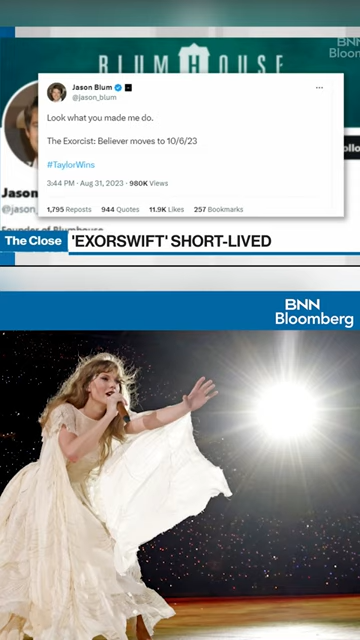 BNN
Bloom
BLUMHOUSE
Jason Blum
@jason_blum
Look what you made me do.
The Exorcist: Believer moves to 10/6/23
#TaylorWins
3:44 PM · Aug 31, 2023 · 980K Views
1,795 Reposts 944 Quotes 11.9K Likes 257 Bookmarks
Jason
@jason_
Founder of Blumhouse
The Close 'EXORSWIFT' SHORT-LIVED
BNN
Bloomberg